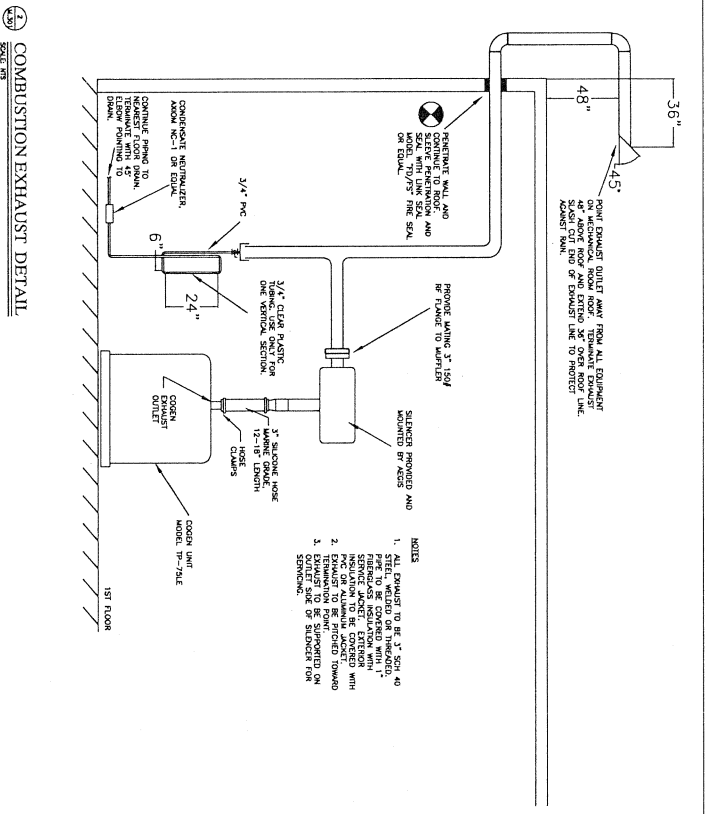 36"
48"
45°
POINT EXHAUST OUTLET AWAY FROM ALL EQUIPMENT
ON MECHANICAL ROOM ROOF. TERMINATE EXHAUST
48" ABOVE ROOF AND EXTEND 36" OVER ROOF LINE.
SLASH CUT END OF EXHAUST LINE TO PROTECT
AGAINST RAIN.
PENETRATE WALL AND
CONTINUE TO ROOF.
SLEEVE PENETRATION AND
SEAL WITH LINK SEAL
MODEL "FD/FS" FIRE SEAL
OR EQUAL.
PROVIDE MATING 3" 150#
RF FLANGE TO MUFFLER
SILENCER PROVIDED AND
MOUNTED BY AEGIS
NOTES
1. ALL EXHAUST TO BE 3" SCH 40
STEEL, WELDED OR THREADED.
PIPE TO BE COVERED WITH 1"
FIBERGLASS INSULATION WITH
SERVICE JACKET. EXTERIOR
INSULATION TO BE COVERED WITH
PVC OR ALUMINUM JACKET.
2. EXHAUST TO BE PITCHED TOWARD
TERMINATION POINT.
3. EXHAUST TO BE SUPPORTED ON
OUTLET SIDE OF SILENCER FOR
SERVICING.
3/4" PVC
CONDENSATE NEUTRALIZER,
AXIOM NC-1 OR EQUAL
CONTINUE PIPING TO
NEAREST FLOOR DRAIN.
TERMINATE WITH 45°
ELBOW POINTING TO
DRAIN.
6"
24"
3/4" CLEAR PLASTIC
TUBING. USE ONLY FOR
ONE VERTICAL SECTION.
3" SILICONE HOSE
MARINE GRADE,
12-18" LENGTH
HOSE
CLAMPS
COGEN
EXHAUST
OUTLET
COGEN UNIT
MODEL TP-75LE
1ST FLOOR
2
M-301
COMBUSTION EXHAUST DETAIL
SCALE: NTS